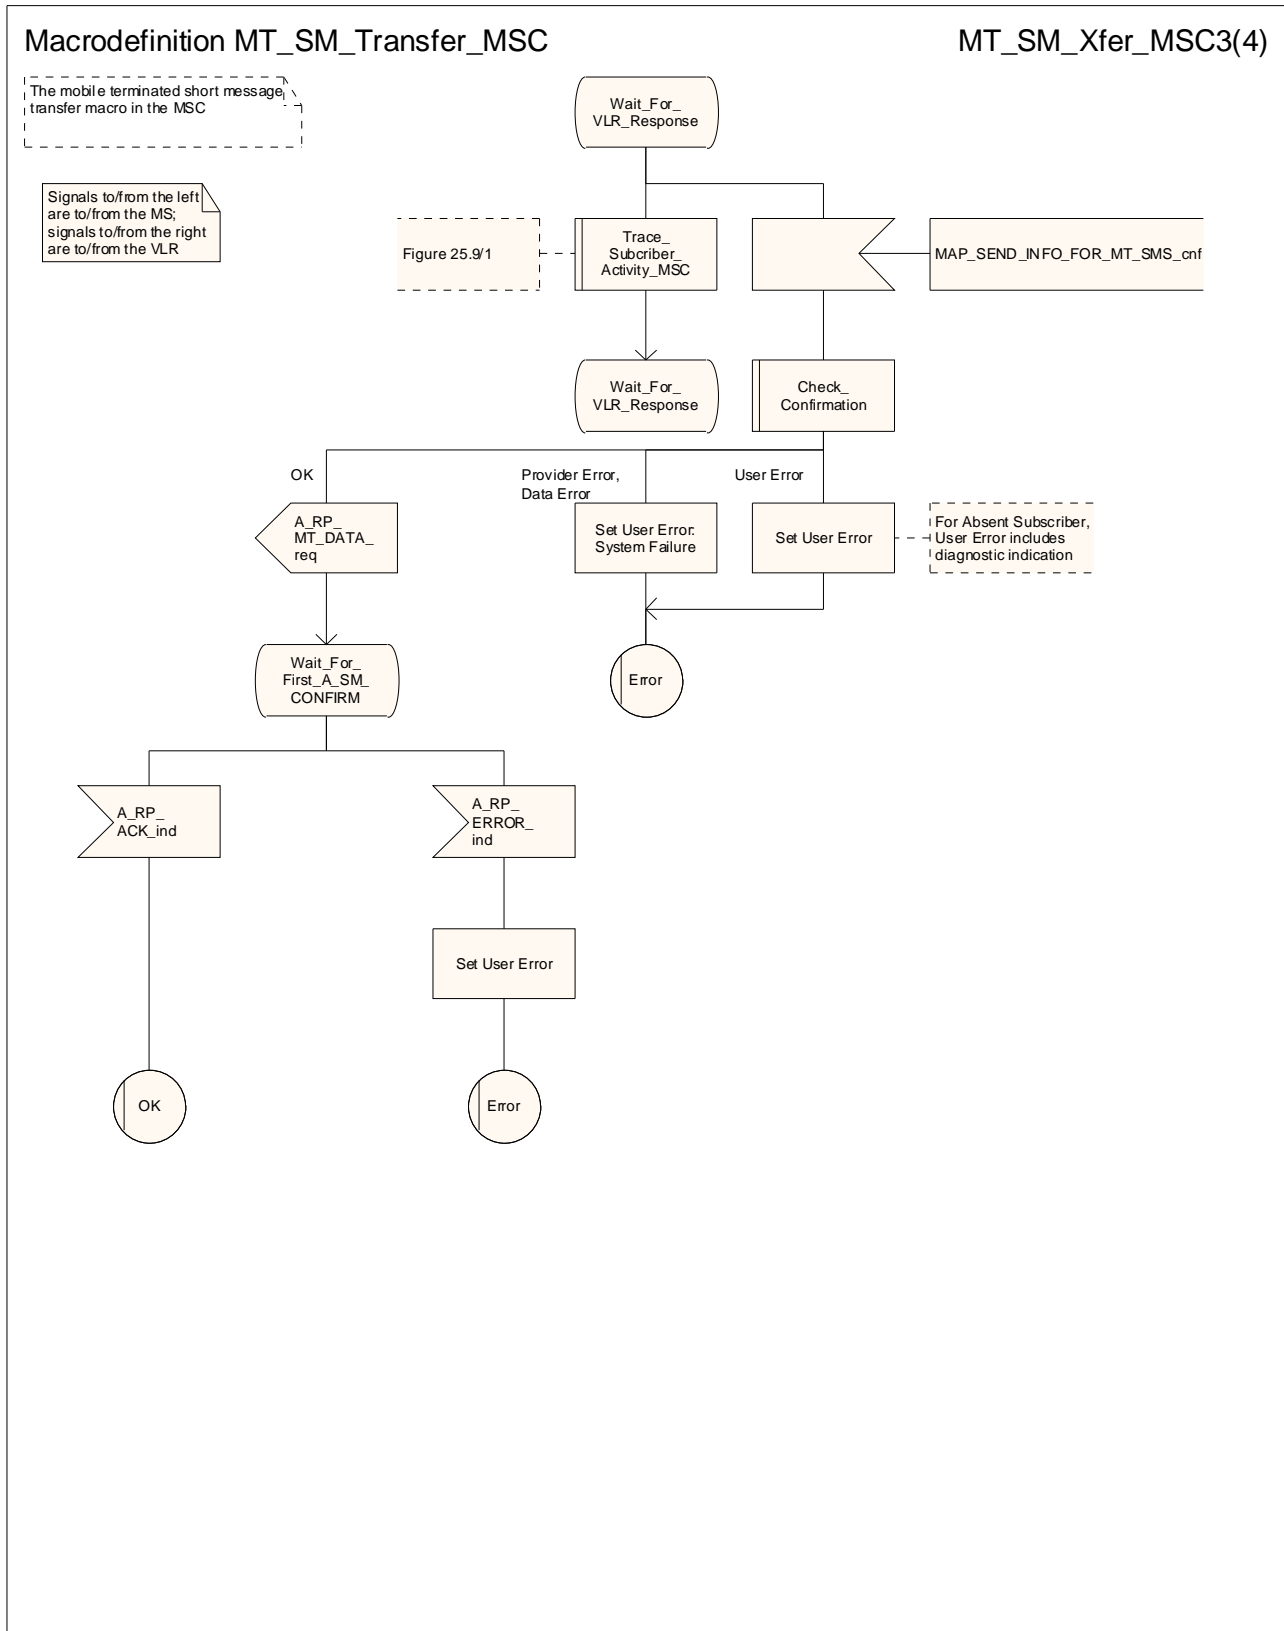 Macrodefinition MT_SM_Transfer_MSC
MT_SM_Xfer_MSC3(4)
The mobile terminated short message
transfer macro in the MSC
Signals to/from the left
are to/from the MS;
signals to/from the right
are to/from the VLR
Wait_For_
VLR_Response
Figure 25.9/1
Trace_
Subcriber_
Activity_MSC
MAP_SEND_INFO_FOR_MT_SMS_cnf
Wait_For_
VLR_Response
Check_
Confirmation
OK
Provider Error,
Data Error
User Error
A_RP_
MT_DATA_
req
Set User Error:
System Failure
Set User Error
For Absent Subscriber,
User Error includes
diagnostic indication
Wait_For_
First_A_SM_
CONFIRM
Error
A_RP_
ACK_ind
A_RP_
ERROR_
ind
Set User Error
OK
Error